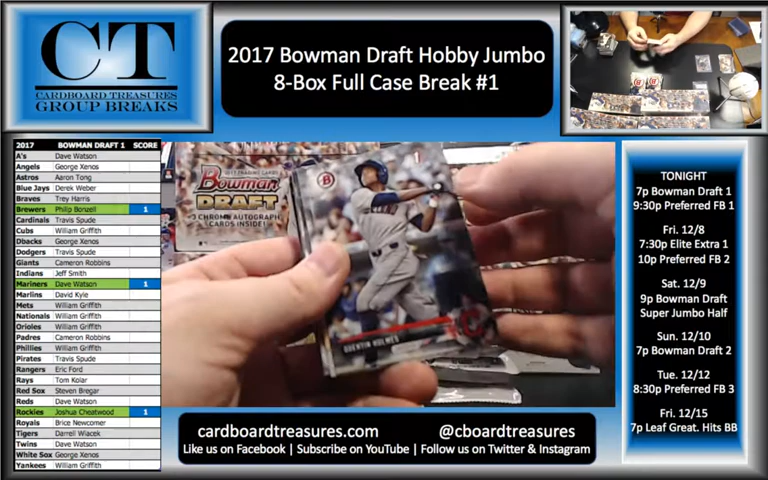 CT
CARDBOARD TREASURES
GROUP BREAKS
2017 Bowman Draft Hobby Jumbo
8-Box Full Case Break #1
2017 BOWMAN DRAFT 1 SCORE
A's Dave Watson
Angels George Xenos
Astros Aaron Tong
Blue Jays Derek Weber
Braves Trey Harris
Brewers Philip Bonzell 1
Cardinals Travis Spude
Cubs William Griffith
Dbacks George Xenos
Dodgers Travis Spude
Giants Cameron Robbins
Indians Jeff Smith
Mariners Dave Watson 1
Marlins David Kyle
Mets William Griffith
Nationals William Griffith
Orioles William Griffith
Padres Cameron Robbins
Phillies William Griffith
Pirates Travis Spude
Rangers Eric Ford
Rays Tom Kolar
Red Sox Steven Bregar
Reds Dave Watson
Rockies Joshua Cheatwood 1
Royals Brice Newcomer
Tigers Darrell Wiacek
Twins Dave Watson
White Sox George Xenos
Yankees William Griffith
2017 TRADING CARDS
Bowman
DRAFT
3 CHROME AUTOGRAPH
CARDS INSIDE!
B
QUENTIN HOLMES
C
TONIGHT
7p Bowman Draft 1
9:30p Preferred FB 1
Fri. 12/8
7:30p Elite Extra 1
10p Preferred FB 2
Sat. 12/9
9p Bowman Draft
Super Jumbo Half
Sun. 12/10
7p Bowman Draft 2
Tue. 12/12
8:30p Preferred FB 3
Fri. 12/15
7p Leaf Great. Hits BB
cardboardtreasures.com @cboardtreasures
Like us on Facebook | Subscribe on YouTube | Follow us on Twitter & Instagram